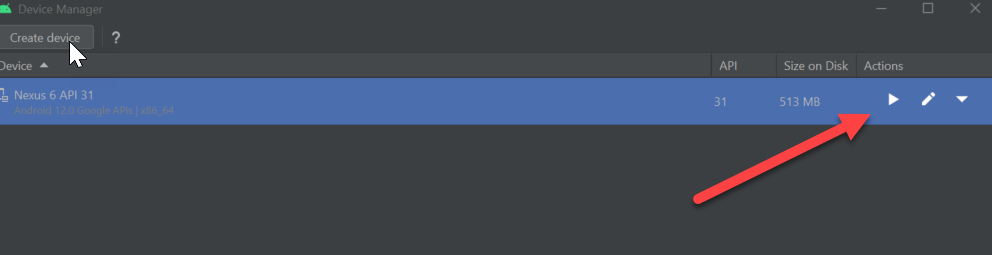 Device Manager
Create device ?
Device API Size on Disk Actions
Nexus 6 API 31 31 513 MB
Android 12.0 Google APIs | x86_64